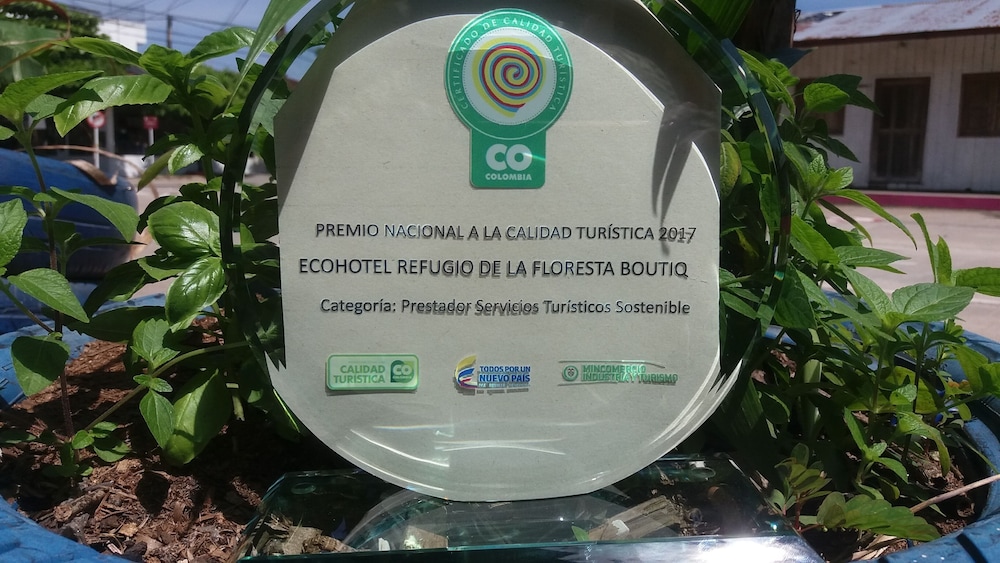 CERTIFICADO DE CALIDAD TURÍSTICA
CO
COLOMBIA
PREMIO NACIONAL A LA CALIDAD TURÍSTICA 2017
ECOHOTEL REFUGIO DE LA FLORESTA BOUTIQ
Categoría: Prestador Servicios Turísticos Sostenible
CALIDAD
TURÍSTICA
CO
TODOS POR UN
NUEVO PAÍS
MINCOMERCIO
INDUSTRIA Y TURISMO